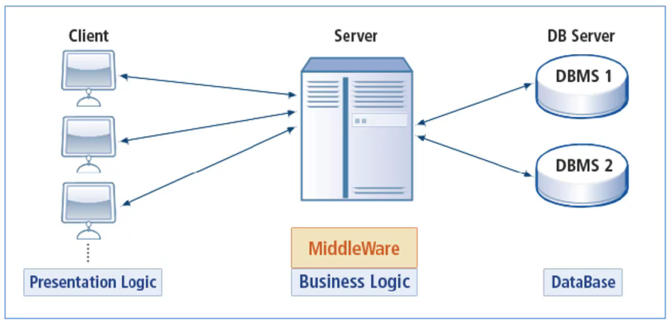 Client
Server
DB Server
DBMS 1
DBMS 2
MiddleWare
Presentation Logic
Business Logic
DataBase